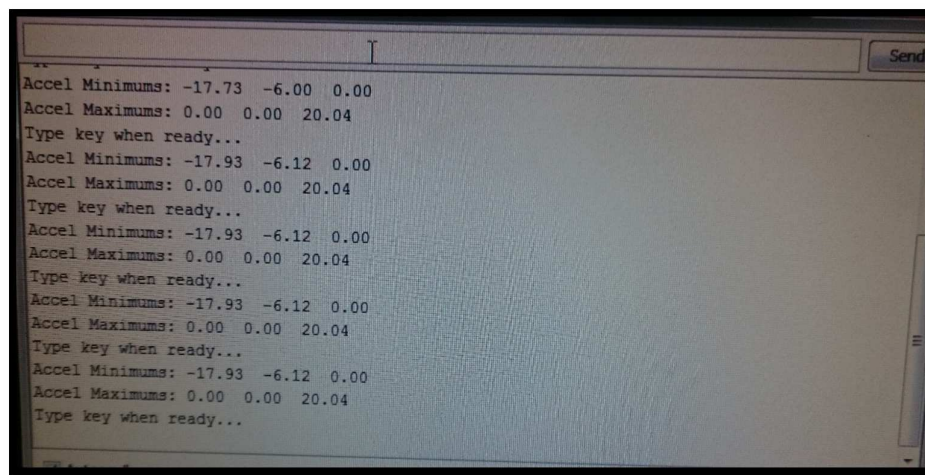 Send
Accel Minimums: -17.73 -6.00 0.00
Accel Maximums: 0.00 0.00 20.04
Type key when ready...
Accel Minimums: -17.93 -6.12 0.00
Accel Maximums: 0.00 0.00 20.04
Type key when ready...
Accel Minimums: -17.93 -6.12 0.00
Accel Maximums: 0.00 0.00 20.04
Type key when ready...
Accel Minimums: -17.93 -6.12 0.00
Accel Maximums: 0.00 0.00 20.04
Type key when ready...
Accel Minimums: -17.93 -6.12 0.00
Accel Maximums: 0.00 0.00 20.04
Type key when ready...